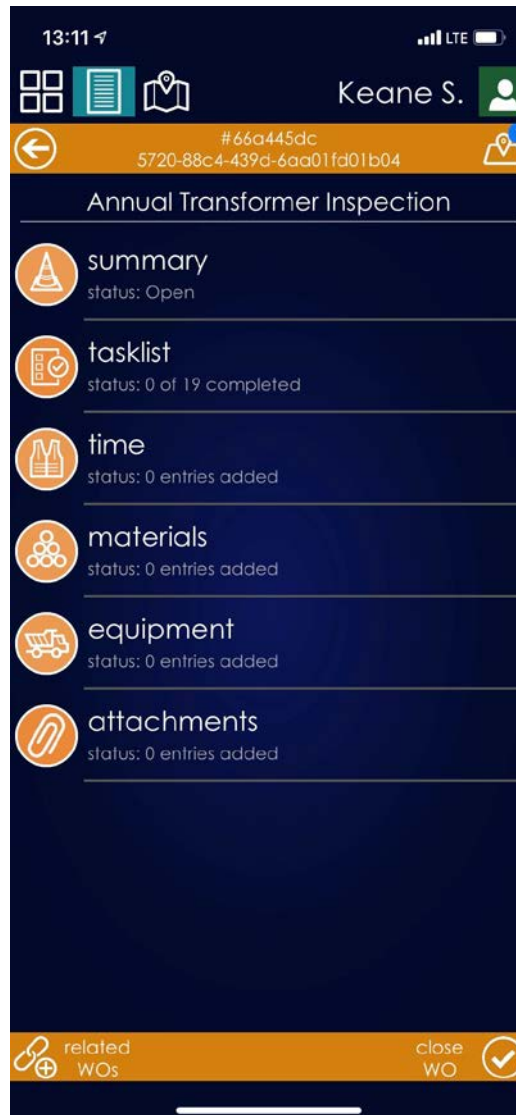 13:11
LTE
Keane S.
#66a445dc
5720-88c4-439d-6aa01fd01b04
Annual Transformer Inspection
summary
status: Open
tasklist
status: 0 of 19 completed
time
status: 0 entries added
materials
status: 0 entries added
equipment
status: 0 entries added
attachments
status: 0 entries added
related
WOs
close
WO